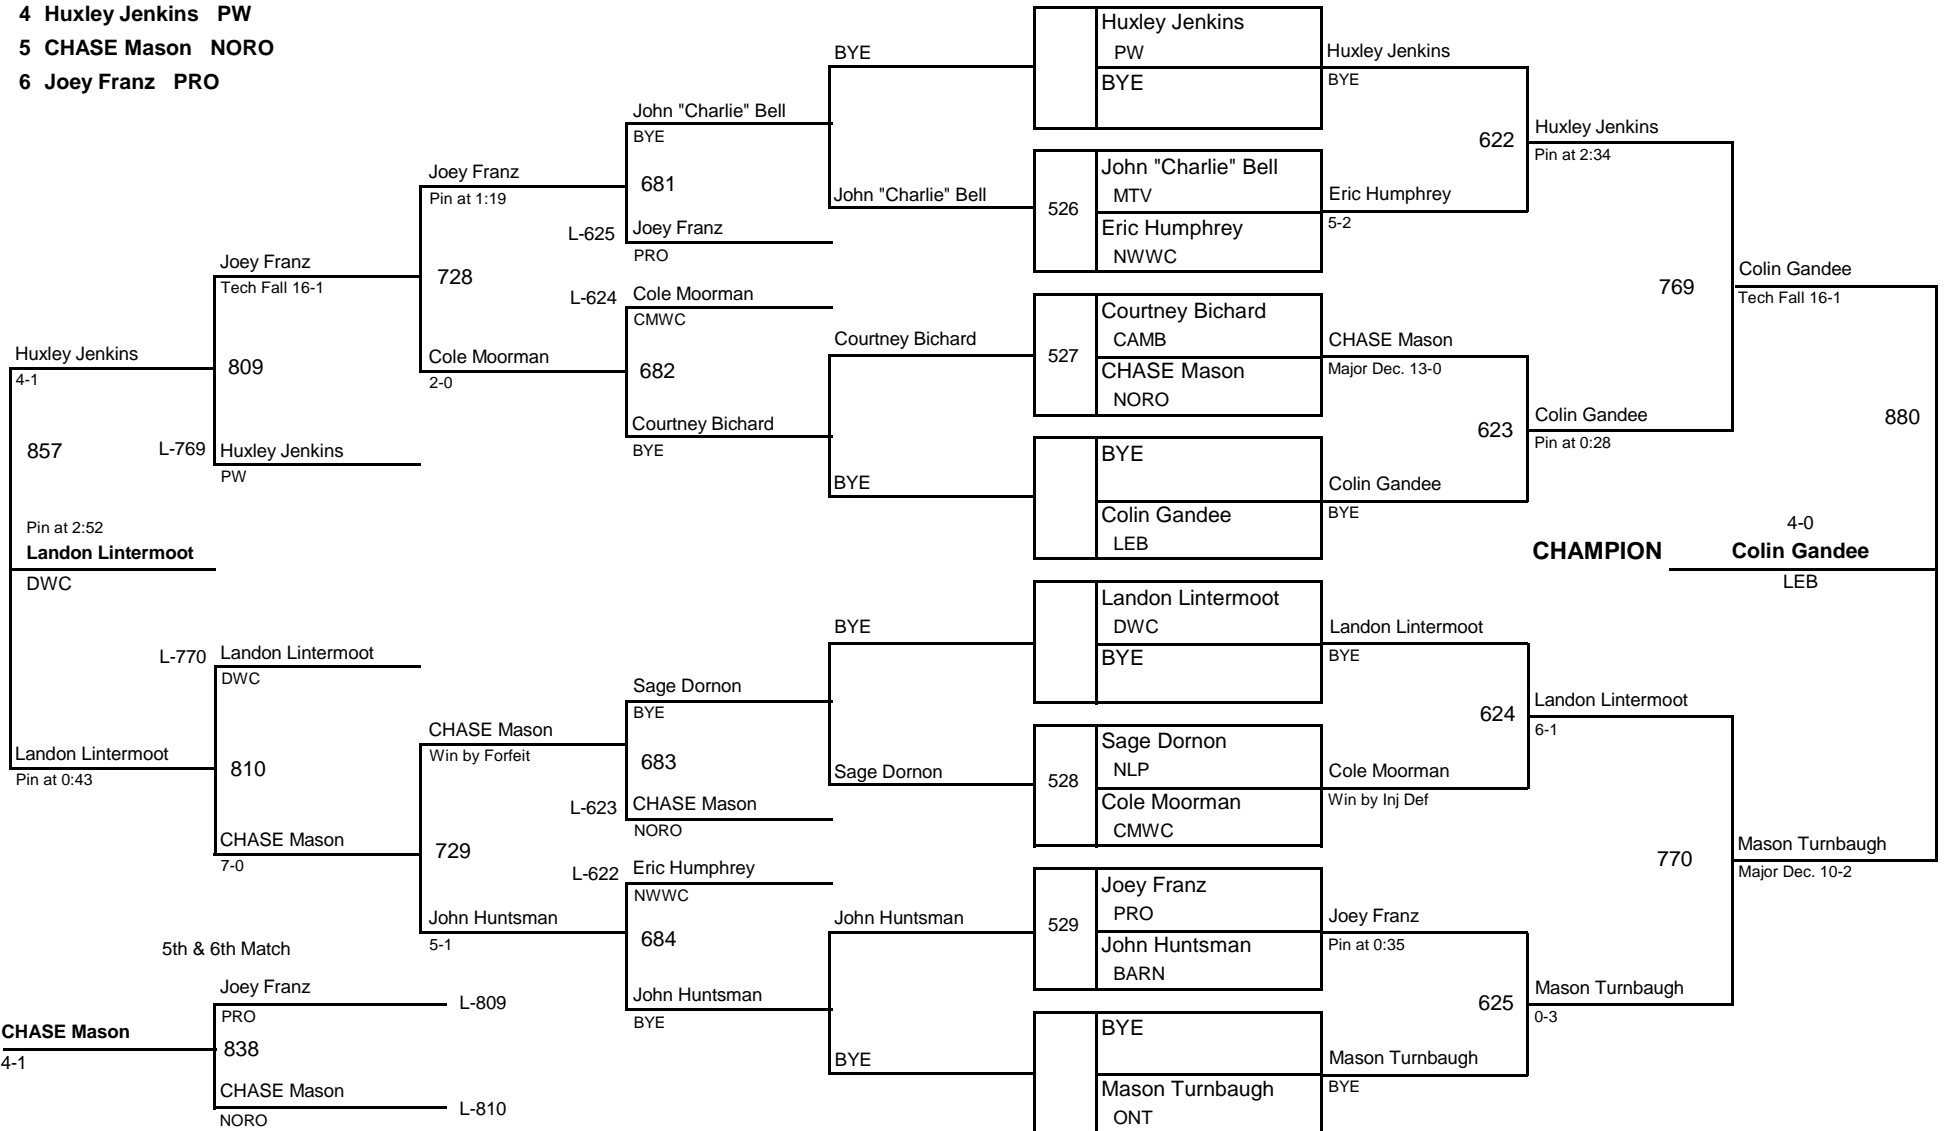 4 Huxley Jenkins PW
5 CHASE Mason NORO
6 Joey Franz PRO
Huxley Jenkins
4-1
857
Pin at 2:52
Landon Lintermoot
DWC
Landon Lintermoot
Pin at 0:43
5th & 6th Match
CHASE Mason
4-1
Joey Franz
Tech Fall 16-1
809
L-769 Huxley Jenkins
PW
L-770 Landon Lintermoot
DWC
810
CHASE Mason
7-0
Joey Franz
L-809
PRO
838
CHASE Mason
L-810
NORO
Joey Franz
Pin at 1:19
728
Cole Moorman
2-0
CHASE Mason
Win by Forfeit
729
John Huntsman
5-1
John "Charlie" Bell
BYE
681
L-625 Joey Franz
PRO
L-624 Cole Moorman
CMWC
682
Courtney Bichard
BYE
Sage Dornon
BYE
683
L-623 CHASE Mason
NORO
L-622 Eric Humphrey
NWWC
684
John Huntsman
BYE
BYE
John "Charlie" Bell
Courtney Bichard
BYE
BYE
Sage Dornon
John Huntsman
BYE
Huxley Jenkins
PW
BYE
526
John "Charlie" Bell
MTV
Eric Humphrey
NWWC
527
Courtney Bichard
CAMB
CHASE Mason
NORO
BYE
Colin Gandee
LEB
Landon Lintermoot
DWC
BYE
528
Sage Dornon
NLP
Cole Moorman
CMWC
529
Joey Franz
PRO
John Huntsman
BARN
BYE
Mason Turnbaugh
ONT
Huxley Jenkins
BYE
622
Eric Humphrey
5-2
CHASE Mason
Major Dec. 13-0
623
Colin Gandee
BYE
Landon Lintermoot
BYE
624
Cole Moorman
Win by Inj Def
Joey Franz
Pin at 0:35
625
Mason Turnbaugh
BYE
Huxley Jenkins
Pin at 2:34
769
Colin Gandee
Pin at 0:28
Landon Lintermoot
6-1
770
Mason Turnbaugh
0-3
Colin Gandee
Tech Fall 16-1
880
4-0
CHAMPION Colin Gandee
LEB
Mason Turnbaugh
Major Dec. 10-2